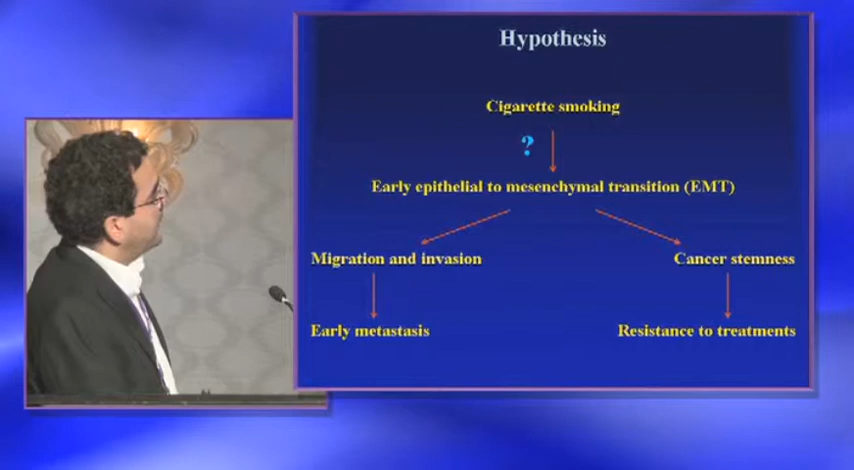 Hypothesis
Cigarette smoking
?
Early epithelial to mesenchymal transition (EMT)
Migration and invasion
Cancer stemness
Early metastasis
Resistance to treatments